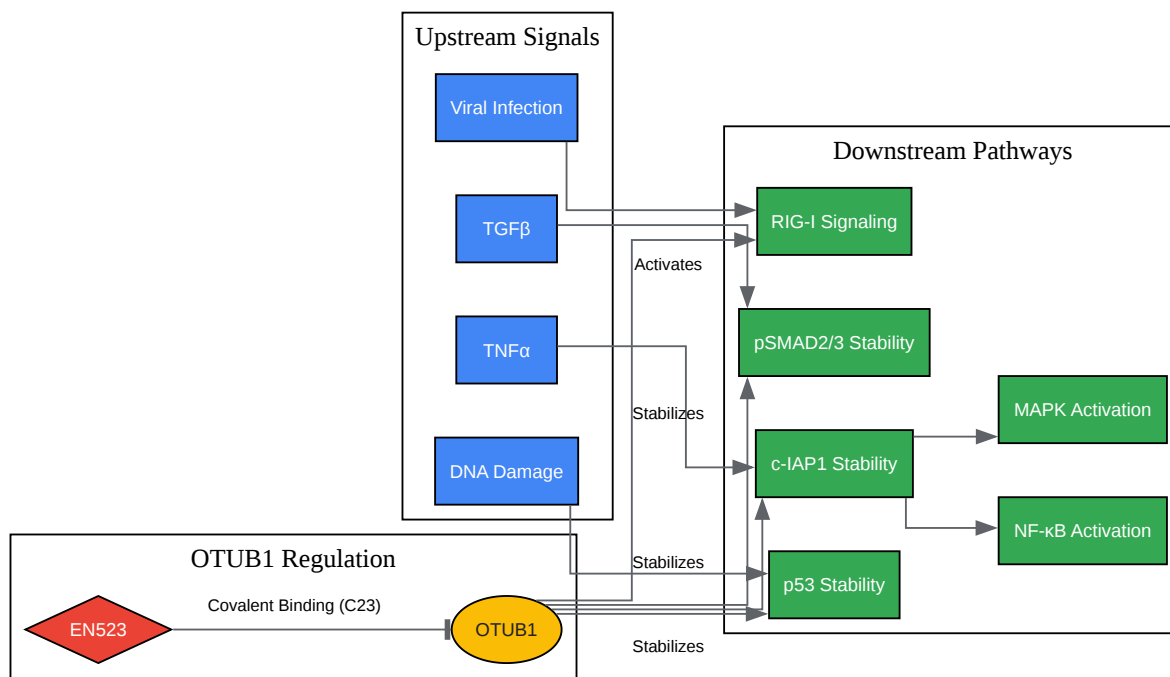 Upstream Signals
Viral Infection
TGFβ
TNFα
DNA Damage
Downstream Pathways
RIG-I Signaling
pSMAD2/3 Stability
c-IAP1 Stability
p53 Stability
MAPK Activation
NF-κB Activation
Activates
Stabilizes
Stabilizes
Stabilizes
OTUB1 Regulation
EN523
Covalent Binding (C23)
OTUB1